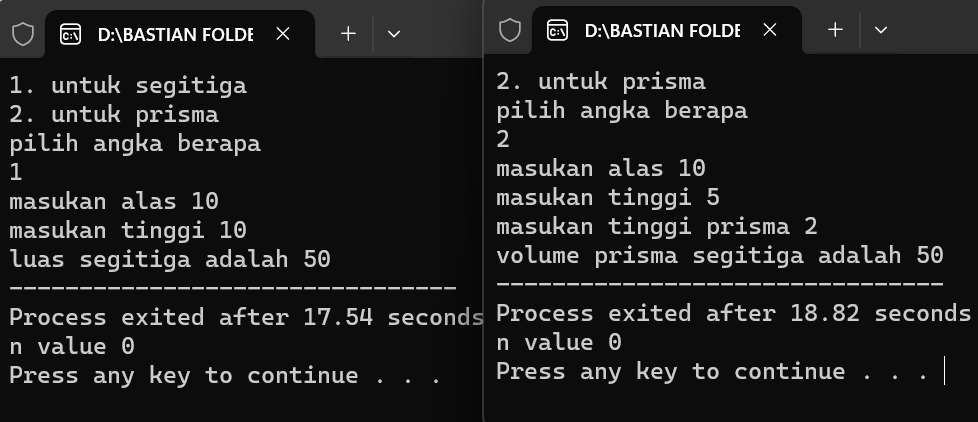 D:\BASTIAN FOLDE
1. untuk segitiga
2. untuk prisma
pilih angka berapa
1
masukan alas 10
masukan tinggi 10
luas segitiga adalah 50
--------------------------------
Process exited after 17.54 seconds
n value 0
Press any key to continue . . .
D:\BASTIAN FOLDE
2. untuk prisma
pilih angka berapa
2
masukan alas 10
masukan tinggi 5
masukan tinggi prisma 2
volume prisma segitiga adalah 50
--------------------------------
Process exited after 18.82 seconds
n value 0
Press any key to continue . . .